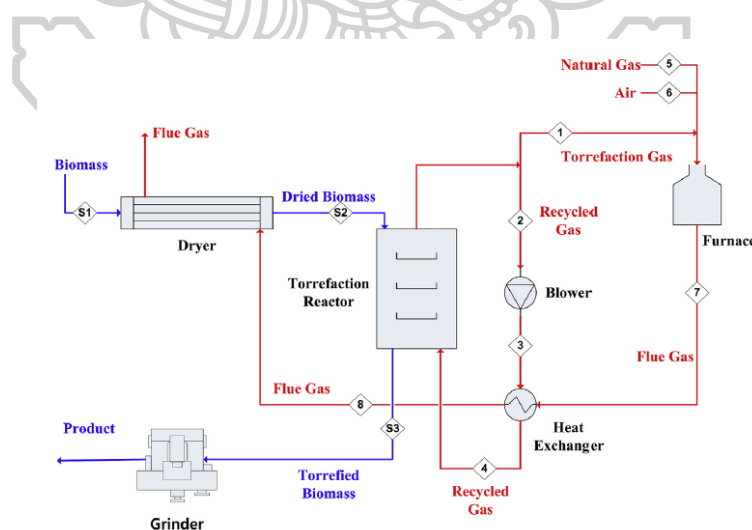 Natural Gas
5
Air
6
1
Torrefaction Gas
Flue Gas
Biomass
S1
Dried Biomass
S2
Dryer
2
Recycled
Gas
Furnace
Torrefaction
Reactor
Blower
7
3
Flue Gas
Flue Gas
8
Heat
Exchanger
S3
Product
4
Torrefied
Biomass
Recycled
Gas
Grinder